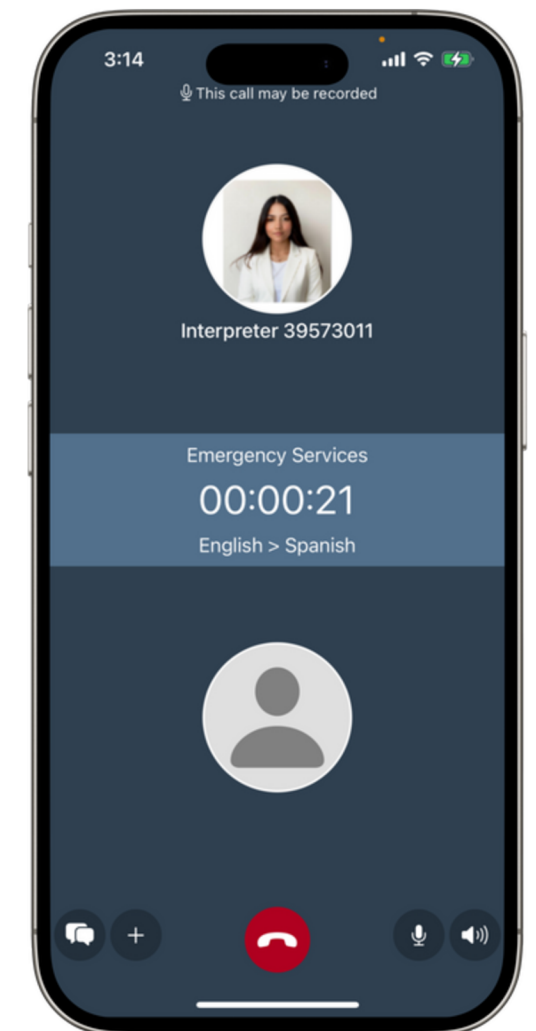 3:14
This call may be recorded
Interpreter 39573011
Emergency Services
00:00:21
English > Spanish